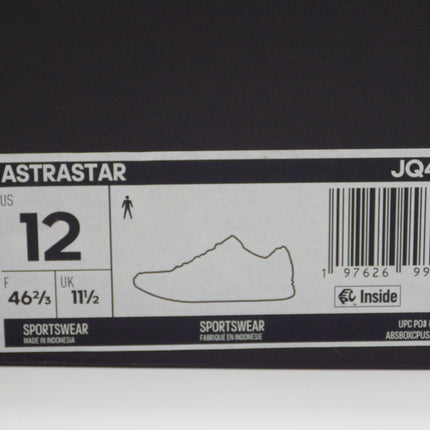 ASTRASTAR JQ4
US
12
F UK
46⅔ 11½
1 97626 99
Inside
SPORTSWEAR SPORTSWEAR UPC PO#
MADE IN INDONESIA FABRIQUÉ EN INDONÉSIE ABSBOXCPUS